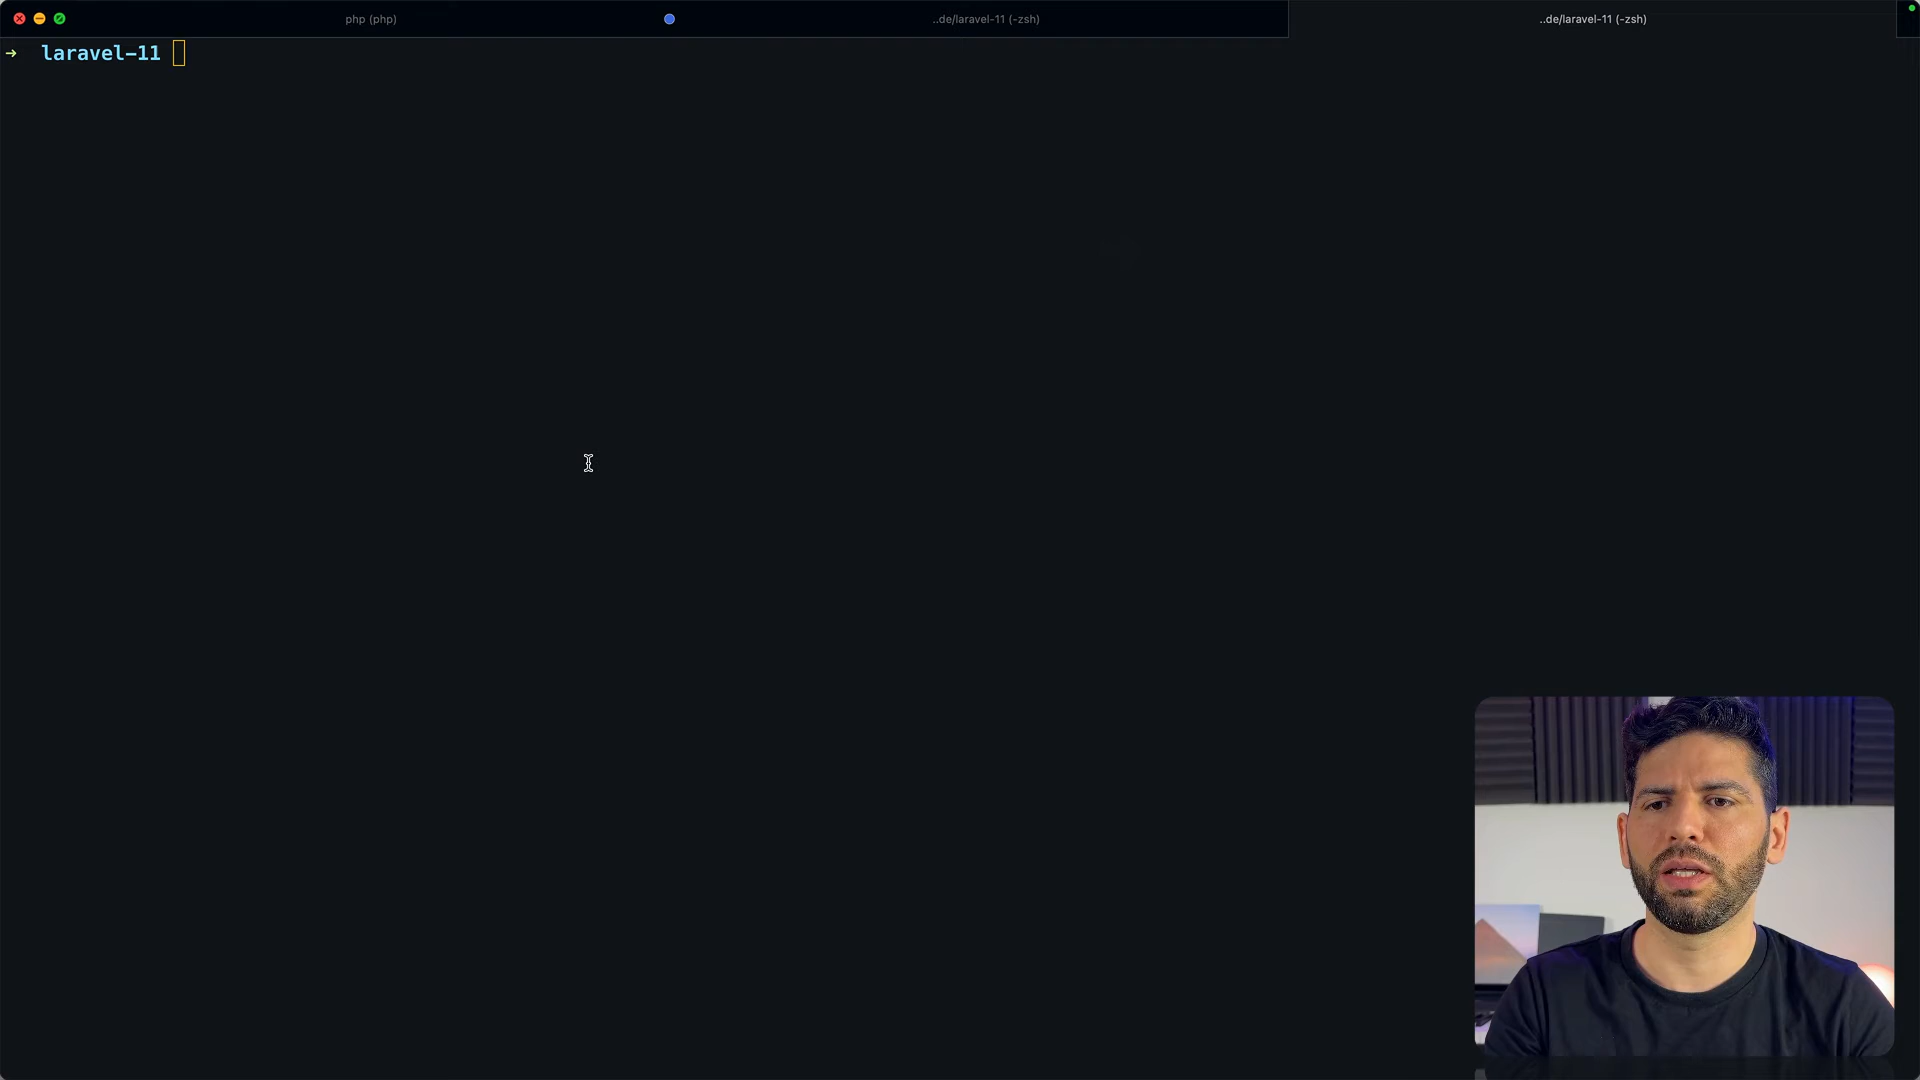 php (php)
..de/laravel-11 (-zsh)
..de/laravel-11 (-zsh)
→ laravel-11